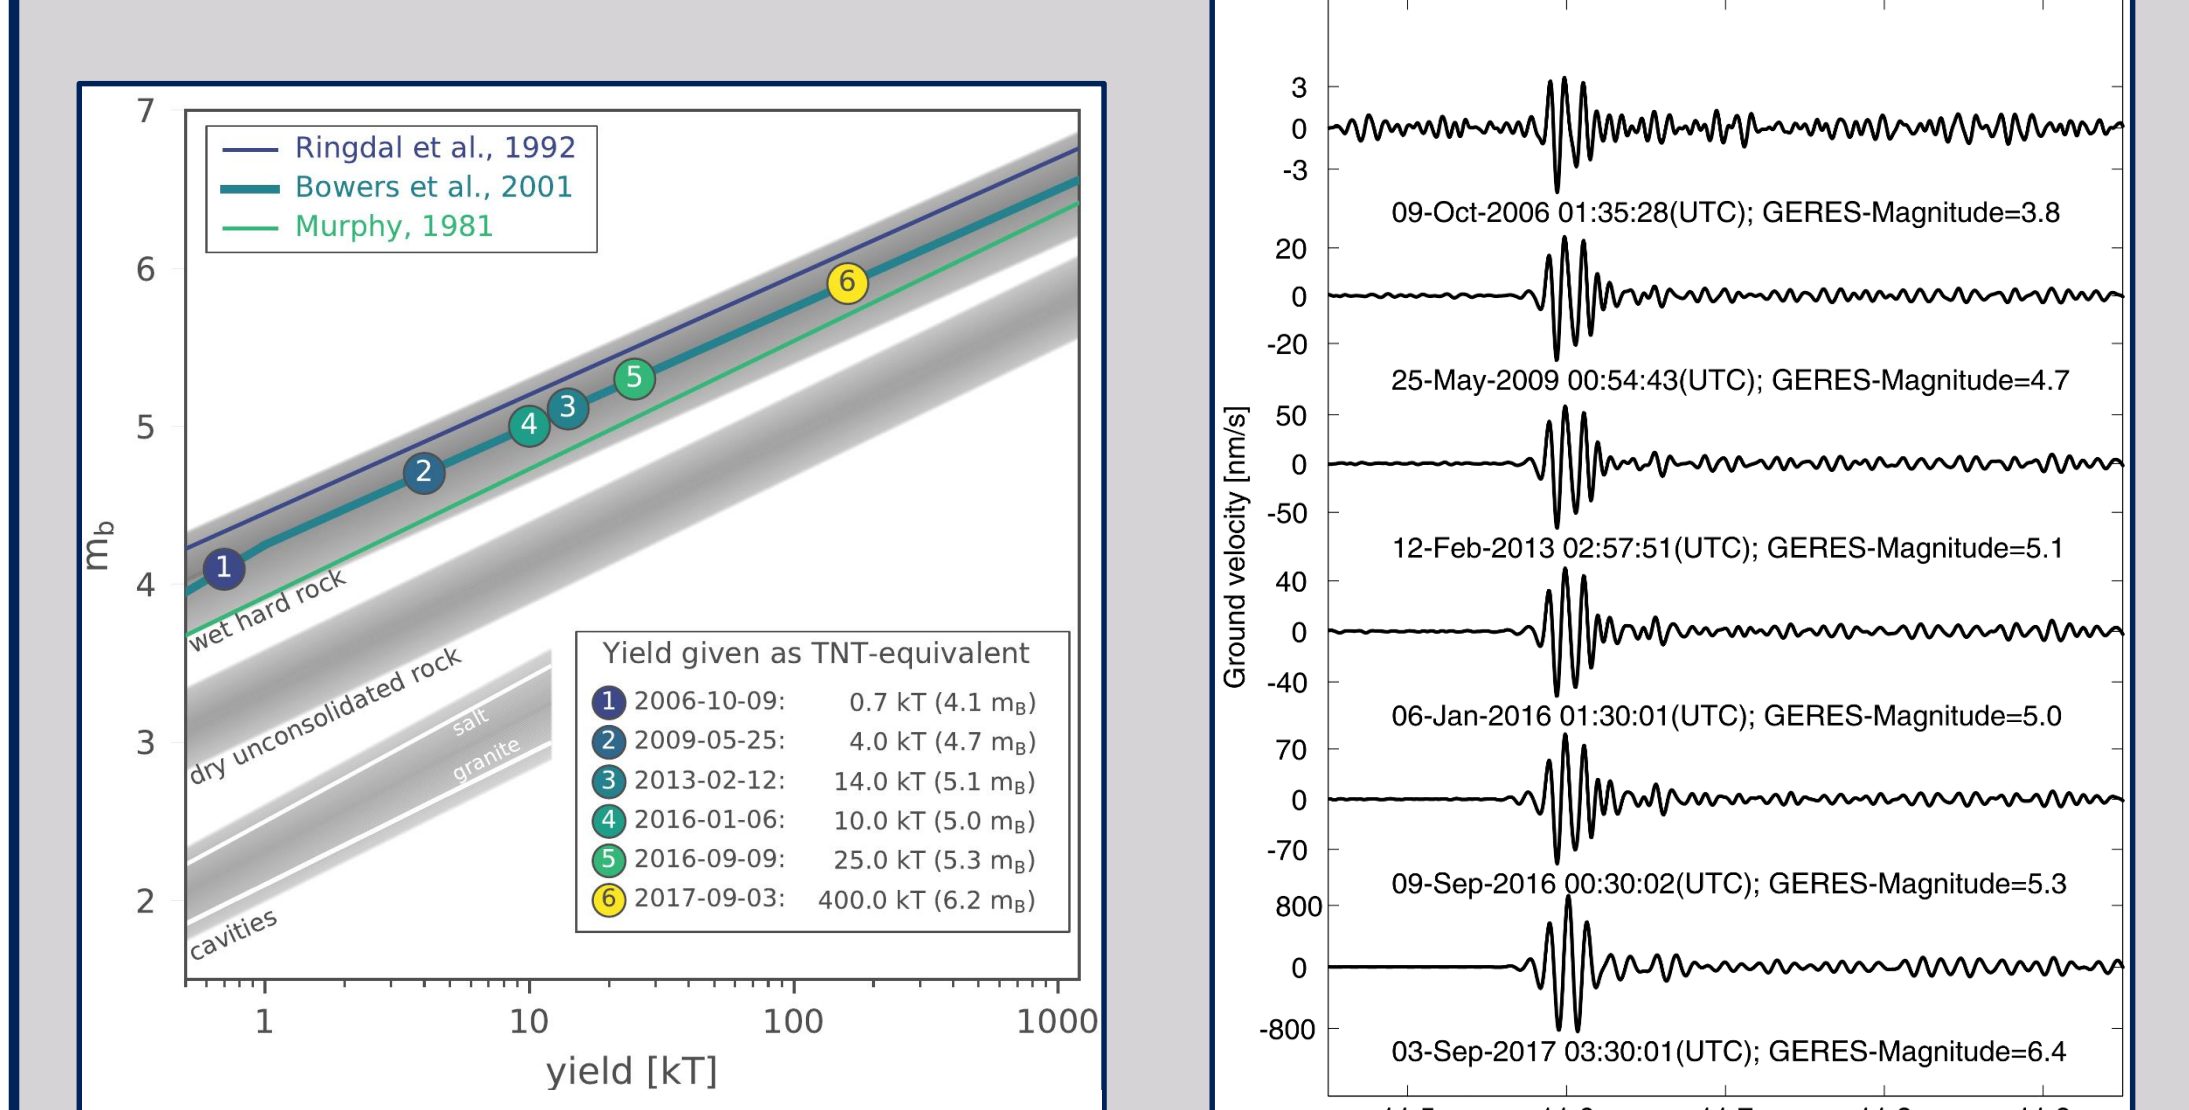 7
6
5
4
3
2
m_b
Ringdal et al., 1992
Bowers et al., 2001
Murphy, 1981
1
2
3
4
5
6
wet hard rock
dry unconsolidated rock
salt
granite
cavities
Yield given as TNT-equivalent
1 2006-10-09: 0.7 kT (4.1 m_B)
2 2009-05-25: 4.0 kT (4.7 m_B)
3 2013-02-12: 14.0 kT (5.1 m_B)
4 2016-01-06: 10.0 kT (5.0 m_B)
5 2016-09-09: 25.0 kT (5.3 m_B)
6 2017-09-03: 400.0 kT (6.2 m_B)
1 10 100 1000
yield [kT]
Ground velocity [nm/s]
3
0
-3
09-Oct-2006 01:35:28(UTC); GERES-Magnitude=3.8
20
0
-20
25-May-2009 00:54:43(UTC); GERES-Magnitude=4.7
50
0
-50
12-Feb-2013 02:57:51(UTC); GERES-Magnitude=5.1
40
0
-40
06-Jan-2016 01:30:01(UTC); GERES-Magnitude=5.0
70
0
-70
09-Sep-2016 00:30:02(UTC); GERES-Magnitude=5.3
800
0
-800
03-Sep-2017 03:30:01(UTC); GERES-Magnitude=6.4